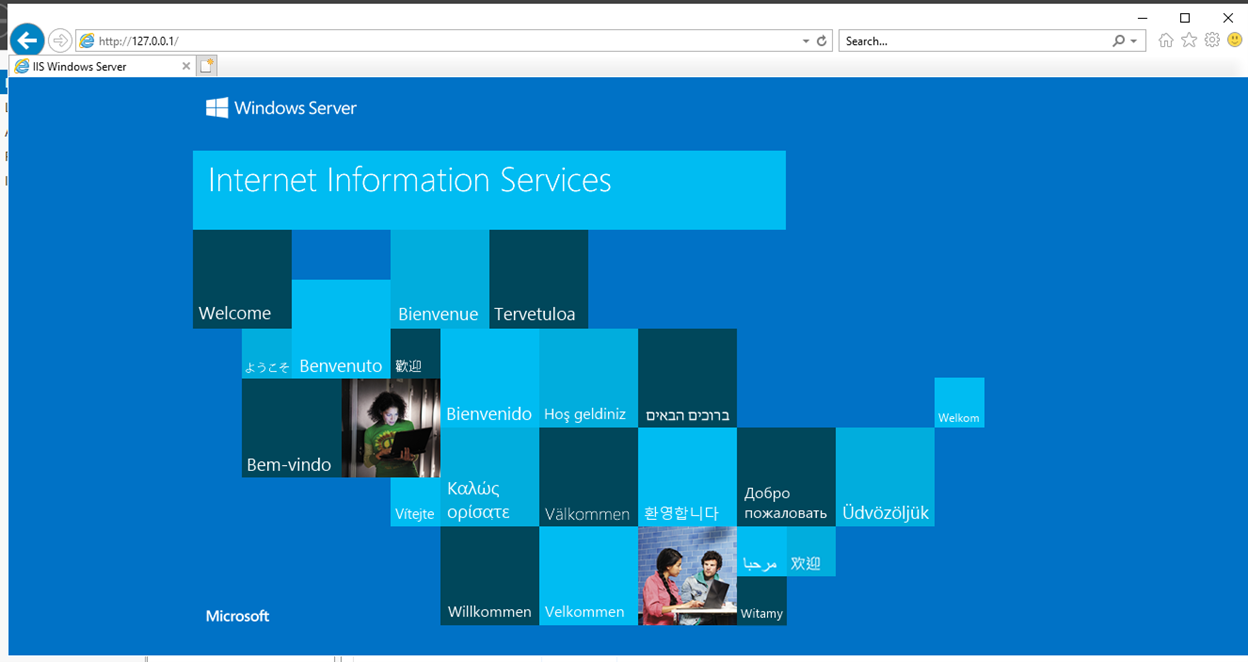 http://127.0.0.1/
Search...
IIS Windows Server
Windows Server
Internet Information Services
Welcome
Bienvenue
Tervetuloa
ようこそ
Benvenuto
歡迎
Bienvenido
Hoş geldiniz
ברוכים הבאים
Welkom
Bem-vindo
Vítejte
Καλώς
ορίσατε
Välkommen
환영합니다
Добро
пожаловать
Üdvözöljük
مرحبا
欢迎
Willkommen
Velkommen
Witamy
Microsoft